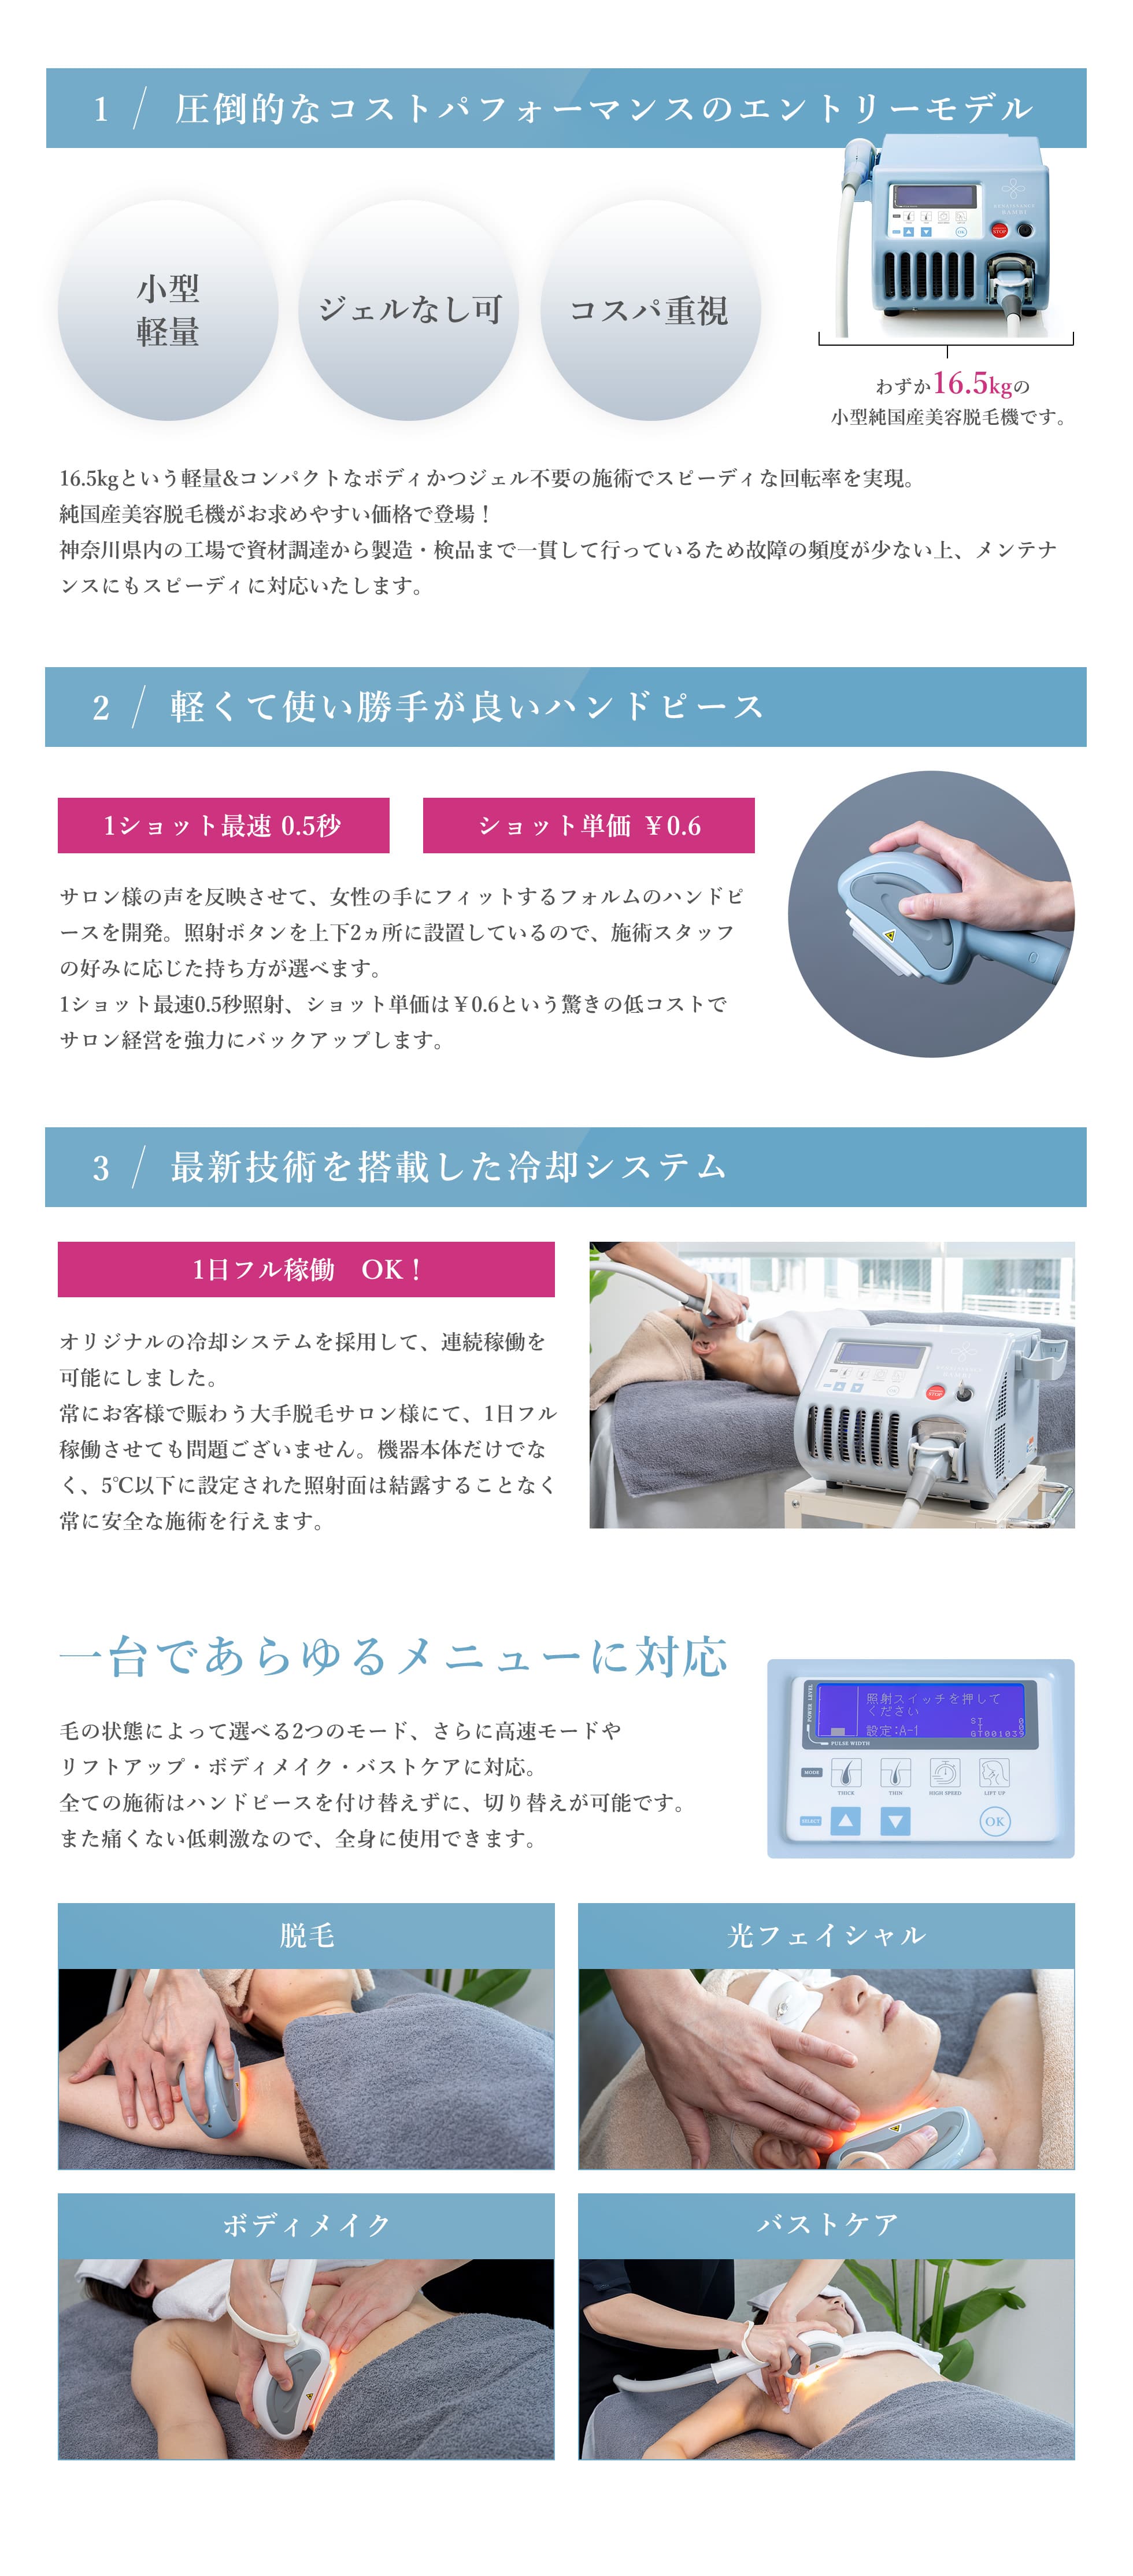 1 / 圧倒的なコストパフォーマンスのエントリーモデル
小型
軽量
ジェルなし可
コスパ重視
STOP
OK
わずか16.5kgの
小型純国産美容脱毛機です。
16.5kgという軽量&コンパクトなボディかつジェル不要の施術でスピーディな回転率を実現。
純国産美容脱毛機がお求めやすい価格で登場！
神奈川県内の工場で資材調達から製造・検品まで一貫して行っているため故障の頻度が少ない上、メンテナ
ンスにもスピーディに対応いたします。
2 / 軽くて使い勝手が良いハンドピース
1ショット最速 0.5秒
ショット単価 ￥0.6
サロン様の声を反映させて、女性の手にフィットするフォルムのハンドピ
ースを開発。照射ボタンを上下2ヵ所に設置しているので、施術スタッフ
の好みに応じた持ち方が選べます。
1ショット最速0.5秒照射、ショット単価は￥0.6という驚きの低コストで
サロン経営を強力にバックアップします。
3 / 最新技術を搭載した冷却システム
1日フル稼働　OK！
オリジナルの冷却システムを採用して、連続稼働を
可能にしました。
常にお客様で賑わう大手脱毛サロン様にて、1日フル
稼働させても問題ございません。機器本体だけでな
く、5℃以下に設定された照射面は結露することなく
常に安全な施術を行えます。
STOP
一台であらゆるメニューに対応
毛の状態によって選べる2つのモード、さらに高速モードや
リフトアップ・ボディメイク・バストケアに対応。
全ての施術はハンドピースを付け替えずに、切り替えが可能です。
また痛くない低刺激なので、全身に使用できます。
POWER LEVEL
照射スイッチを押して
ください
設定:A-1
ST 0
0
GT001039
PULSE WIDTH
MODE
THICK
THIN
HIGH SPEED
LIFT UP
SELECT
OK
脱毛
光フェイシャル
ボディメイク
バストケア